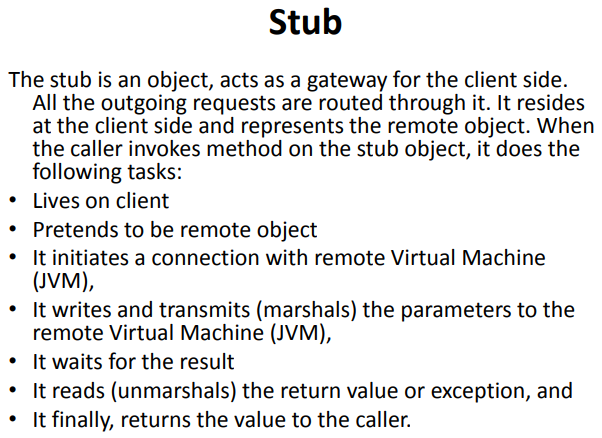 Stub
The stub is an object, acts as a gateway for the client side.
All the outgoing requests are routed through it. It resides
at the client side and represents the remote object. When
the caller invokes method on the stub object, it does the
following tasks:
• Lives on client
• Pretends to be remote object
• It initiates a connection with remote Virtual Machine
(JVM),
• It writes and transmits (marshals) the parameters to the
remote Virtual Machine (JVM),
• It waits for the result
• It reads (unmarshals) the return value or exception, and
• It finally, returns the value to the caller.